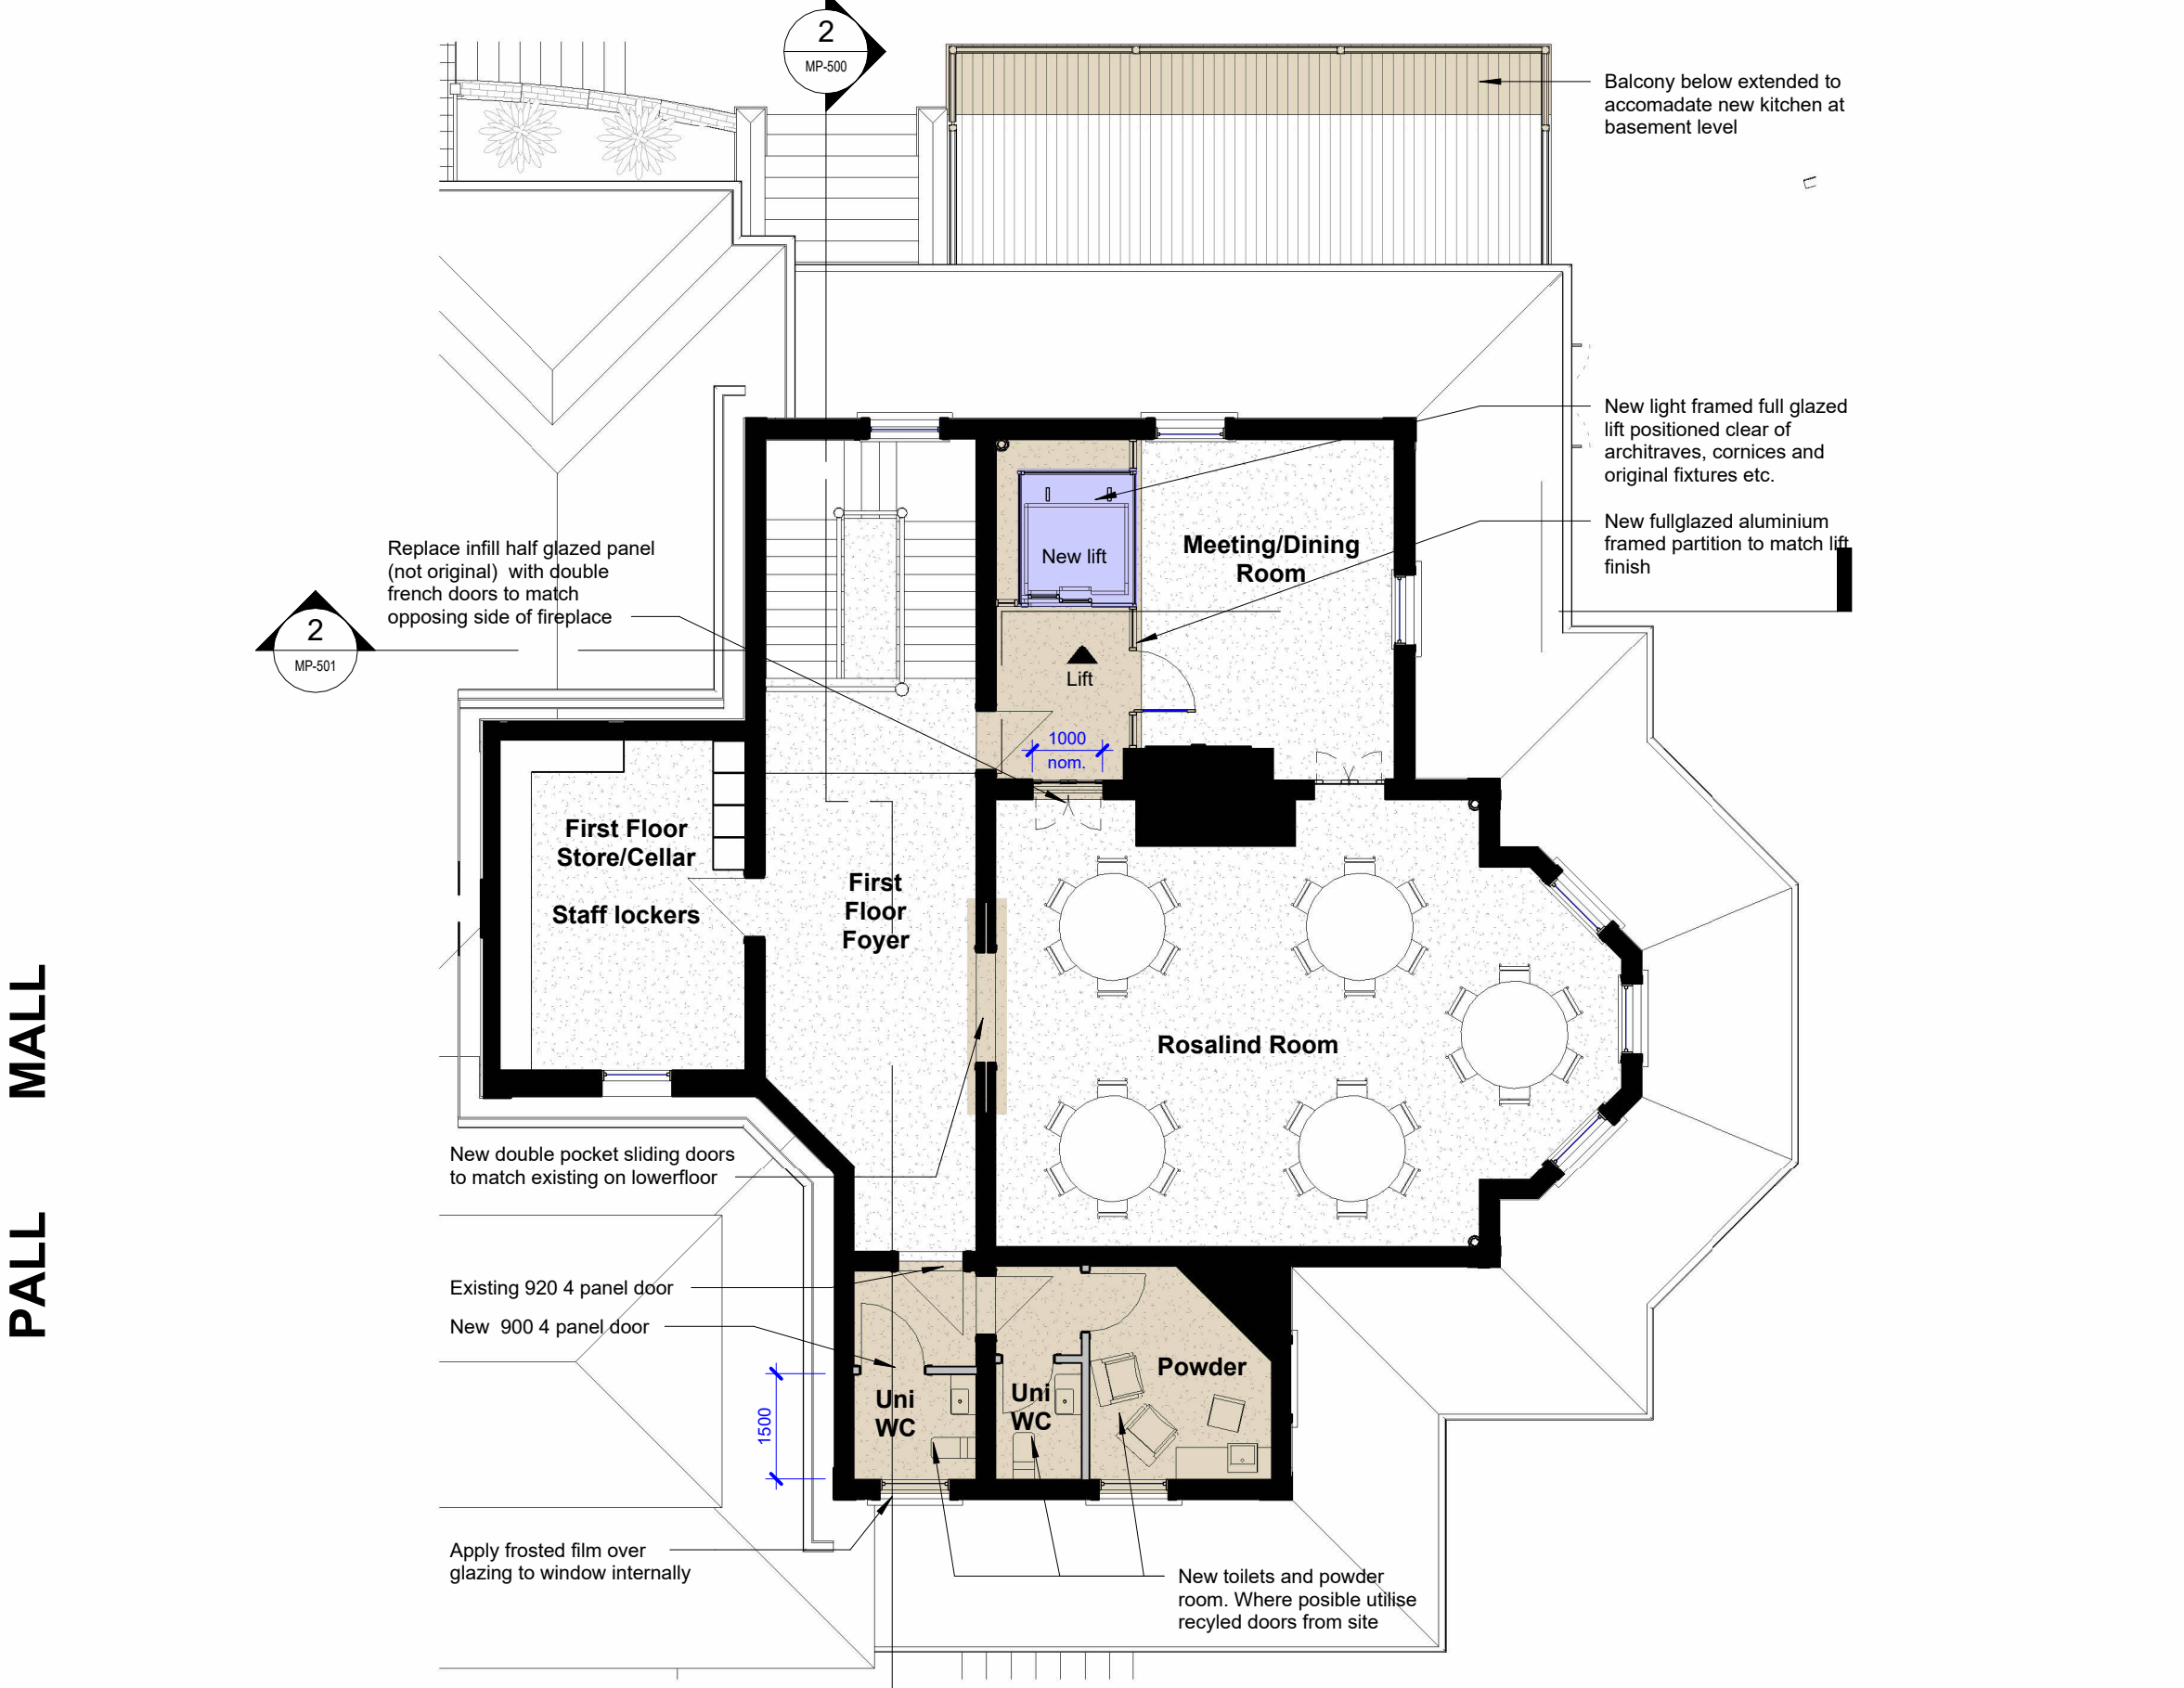 2
MP-500
Balcony below extended to
accomadate new kitchen at
basement level
New light framed full glazed
lift positioned clear of
architraves, cornices and
original fixtures etc.
New fullglazed aluminium
framed partition to match lift
finish
Replace infill half glazed panel
(not original) with double
french doors to match
opposing side of fireplace
2
MP-501
New lift
Meeting/Dining
Room
Lift
1000
nom.
First Floor
Store/Cellar
Staff lockers
First
Floor
Foyer
Rosalind Room
PALL MALL
New double pocket sliding doors
to match existing on lowerfloor
Existing 920 4 panel door
New 900 4 panel door
1500
Uni
WC
Uni
WC
Powder
Apply frosted film over
glazing to window internally
New toilets and powder
room. Where posible utilise
recyled doors from site